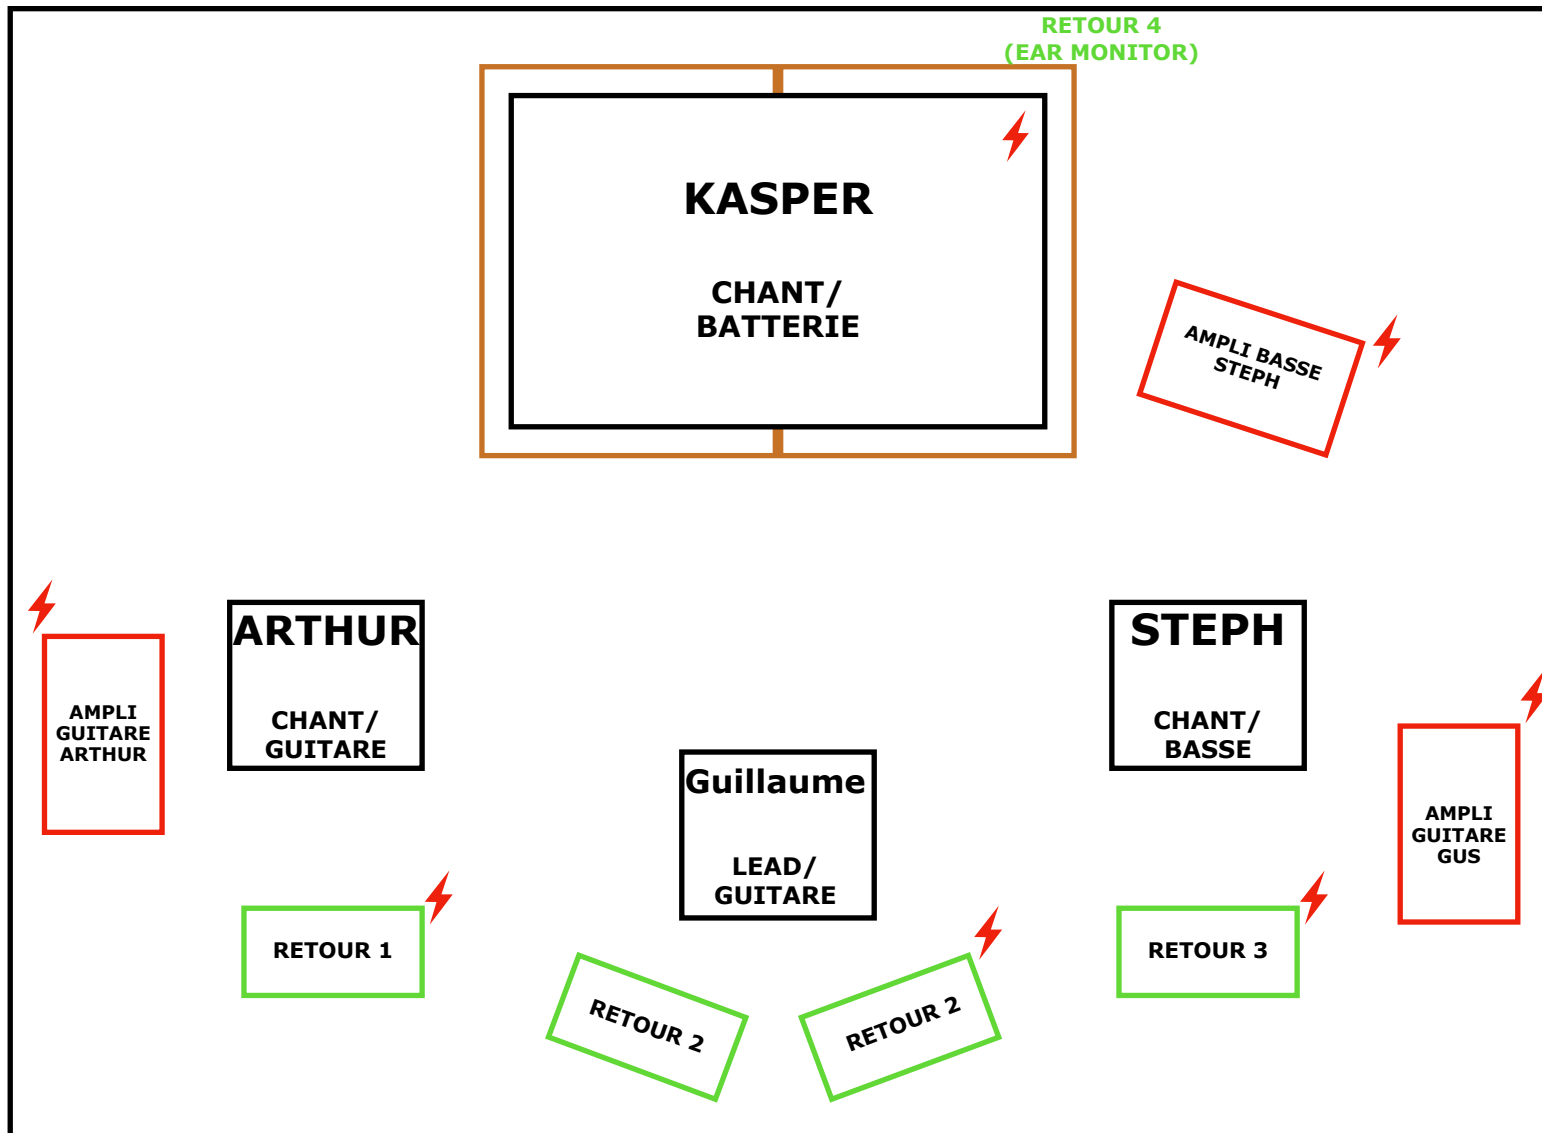 RETOUR 4
(EAR MONITOR)
KASPER
CHANT/
BATTERIE
AMPLI BASSE
STEPH
ARTHUR
CHANT/
GUITARE
STEPH
CHANT/
BASSE
AMPLI
GUITARE
ARTHUR
Guillaume
LEAD/
GUITARE
AMPLI
GUITARE
GUS
RETOUR 1
RETOUR 2
RETOUR 2
RETOUR 3